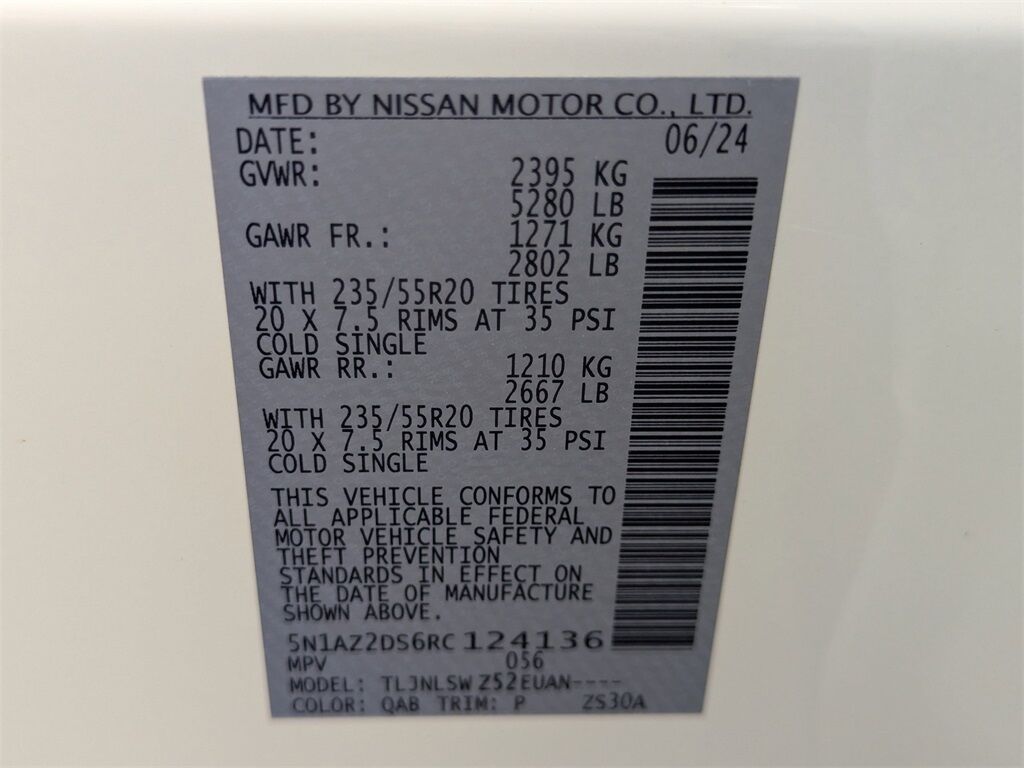 MFD BY NISSAN MOTOR CO., LTD.
DATE: 06/24
GVWR: 2395 KG
5280 LB
GAWR FR.: 1271 KG
2802 LB
WITH 235/55R20 TIRES
20 X 7.5 RIMS AT 35 PSI
COLD SINGLE
GAWR RR.: 1210 KG
2667 LB
WITH 235/55R20 TIRES
20 X 7.5 RIMS AT 35 PSI
COLD SINGLE
THIS VEHICLE CONFORMS TO
ALL APPLICABLE FEDERAL
MOTOR VEHICLE SAFETY AND
THEFT PREVENTION
STANDARDS IN EFFECT ON
THE DATE OF MANUFACTURE
SHOWN ABOVE.
5N1AZ2DS6RC124136
MPV 056
MODEL: TLJNLSW Z52EUAN----
COLOR: QAB TRIM: P ZS30A